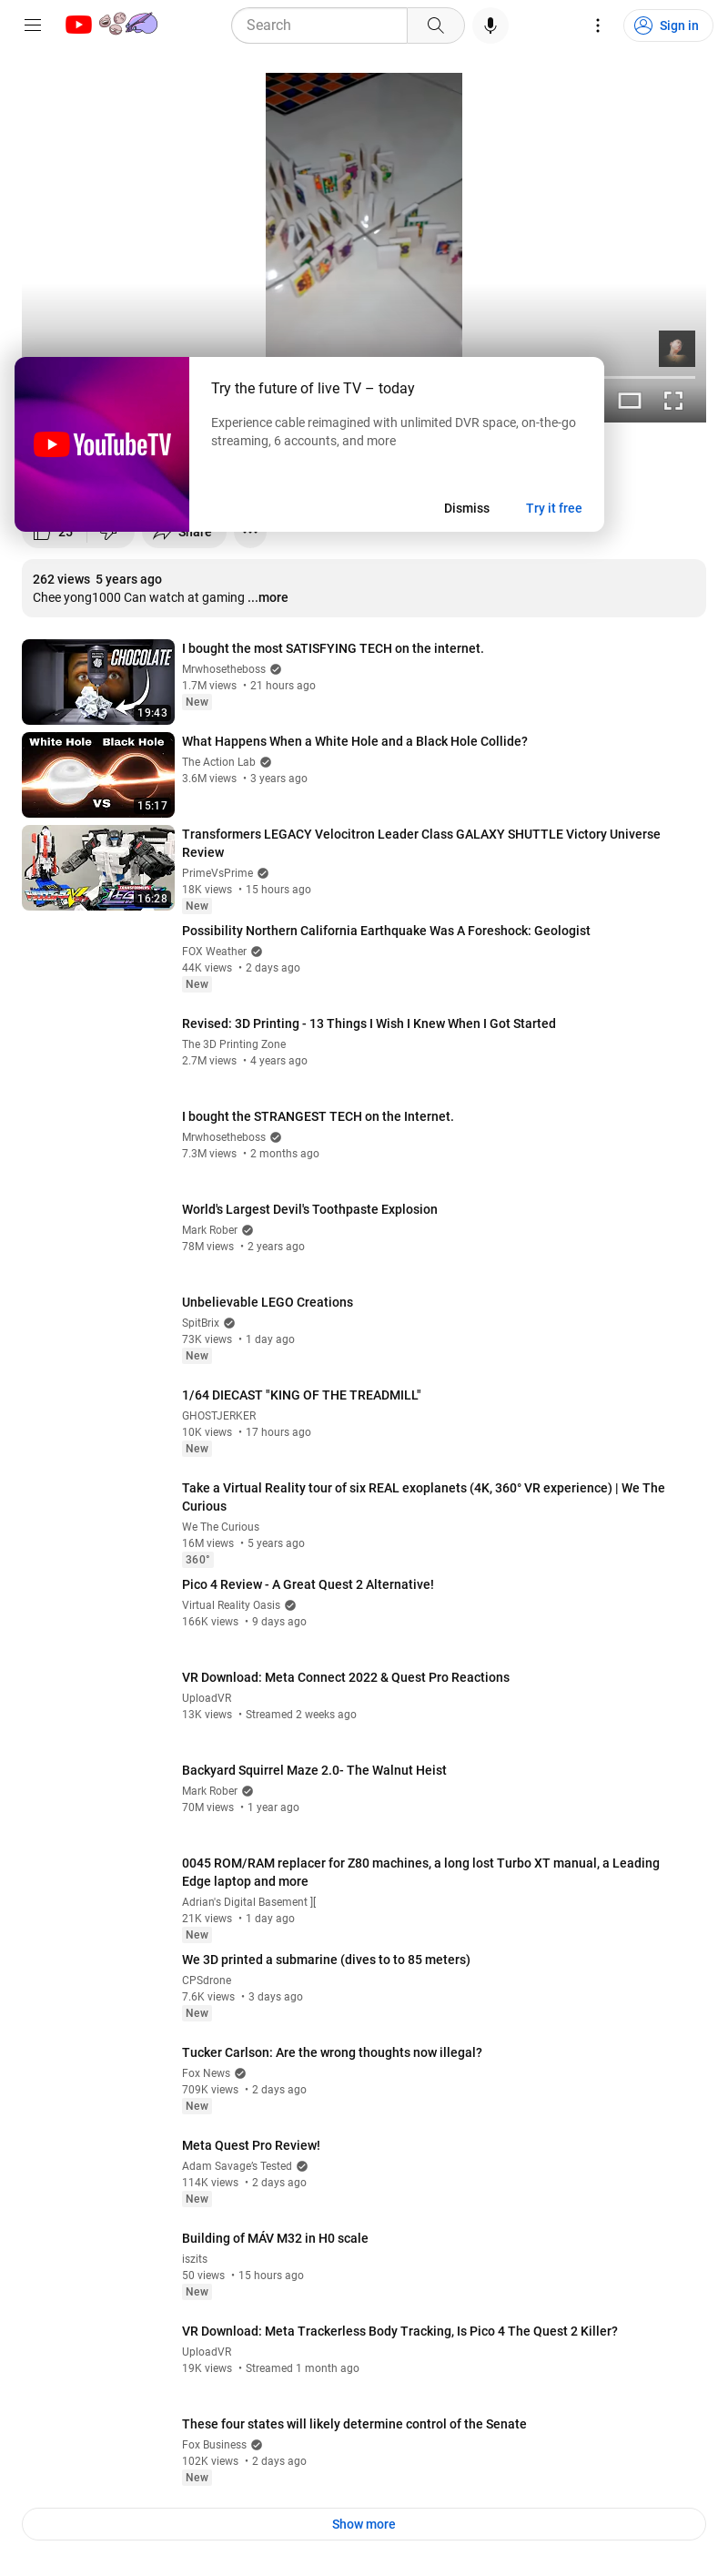 Search
Sign in
YouTubeTV
Try the future of live TV – today
Experience cable reimagined with unlimited DVR space, on-the-go
streaming, 6 accounts, and more
Dismiss
Try it free
25
Share
262 views 5 years ago
Chee yong1000 Can watch at gaming ...more
CHOCOLATE
19:43
I bought the most SATISFYING TECH on the internet.
Mrwhosetheboss
1.7M views • 21 hours ago
New
White Hole Black Hole
VS
15:17
What Happens When a White Hole and a Black Hole Collide?
The Action Lab
3.6M views • 3 years ago
16:28
Transformers LEGACY Velocitron Leader Class GALAXY SHUTTLE Victory Universe
Review
PrimeVsPrime
18K views • 15 hours ago
New
Possibility Northern California Earthquake Was A Foreshock: Geologist
FOX Weather
44K views • 2 days ago
New
Revised: 3D Printing - 13 Things I Wish I Knew When I Got Started
The 3D Printing Zone
2.7M views • 4 years ago
I bought the STRANGEST TECH on the Internet.
Mrwhosetheboss
7.3M views • 2 months ago
World's Largest Devil's Toothpaste Explosion
Mark Rober
78M views • 2 years ago
Unbelievable LEGO Creations
SpitBrix
73K views • 1 day ago
New
1/64 DIECAST "KING OF THE TREADMILL"
GHOSTJERKER
10K views • 17 hours ago
New
Take a Virtual Reality tour of six REAL exoplanets (4K, 360° VR experience) | We The
Curious
We The Curious
16M views • 5 years ago
360°
Pico 4 Review - A Great Quest 2 Alternative!
Virtual Reality Oasis
166K views • 9 days ago
VR Download: Meta Connect 2022 & Quest Pro Reactions
UploadVR
13K views • Streamed 2 weeks ago
Backyard Squirrel Maze 2.0- The Walnut Heist
Mark Rober
70M views • 1 year ago
0045 ROM/RAM replacer for Z80 machines, a long lost Turbo XT manual, a Leading
Edge laptop and more
Adrian's Digital Basement ][
21K views • 1 day ago
New
We 3D printed a submarine (dives to to 85 meters)
CPSdrone
7.6K views • 3 days ago
New
Tucker Carlson: Are the wrong thoughts now illegal?
Fox News
709K views • 2 days ago
New
Meta Quest Pro Review!
Adam Savage's Tested
114K views • 2 days ago
New
Building of MÁV M32 in H0 scale
iszits
50 views • 15 hours ago
New
VR Download: Meta Trackerless Body Tracking, Is Pico 4 The Quest 2 Killer?
UploadVR
19K views • Streamed 1 month ago
These four states will likely determine control of the Senate
Fox Business
102K views • 2 days ago
New
Show more